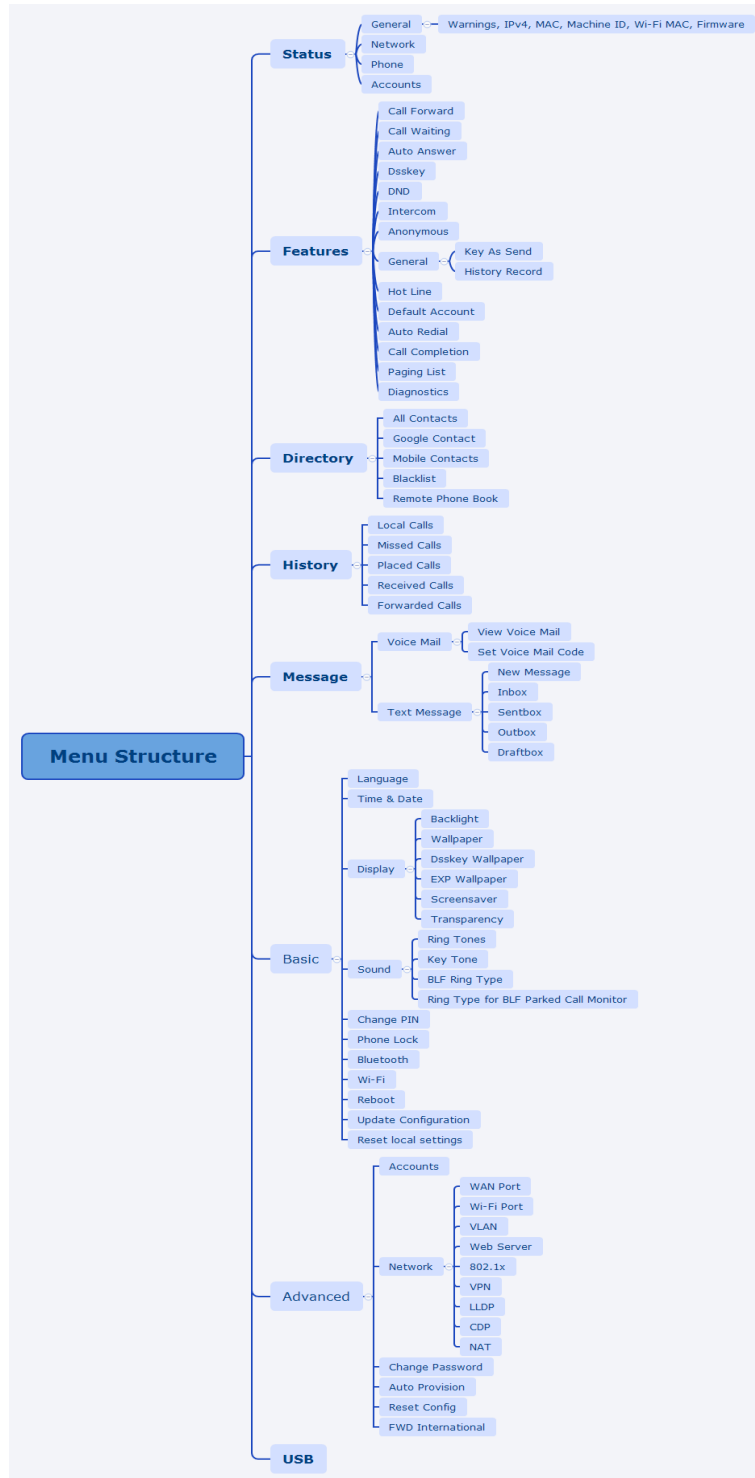 Menu Structure
Status
General
Warnings, IPv4, MAC, Machine ID, Wi-Fi MAC, Firmware
Network
Phone
Accounts
Features
Call Forward
Call Waiting
Auto Answer
Dsskey
DND
Intercom
Anonymous
General
Key As Send
History Record
Hot Line
Default Account
Auto Redial
Call Completion
Paging List
Diagnostics
Directory
All Contacts
Google Contact
Mobile Contacts
Blacklist
Remote Phone Book
History
Local Calls
Missed Calls
Placed Calls
Received Calls
Forwarded Calls
Message
Voice Mail
View Voice Mail
Set Voice Mail Code
Text Message
New Message
Inbox
Sentbox
Outbox
Draftbox
Basic
Language
Time & Date
Display
Backlight
Wallpaper
Dsskey Wallpaper
EXP Wallpaper
Screensaver
Transparency
Sound
Ring Tones
Key Tone
BLF Ring Type
Ring Type for BLF Parked Call Monitor
Change PIN
Phone Lock
Bluetooth
Wi-Fi
Reboot
Update Configuration
Reset local settings
Advanced
Accounts
Network
WAN Port
Wi-Fi Port
VLAN
Web Server
802.1x
VPN
LLDP
CDP
NAT
Change Password
Auto Provision
Reset Config
FWD International
USB